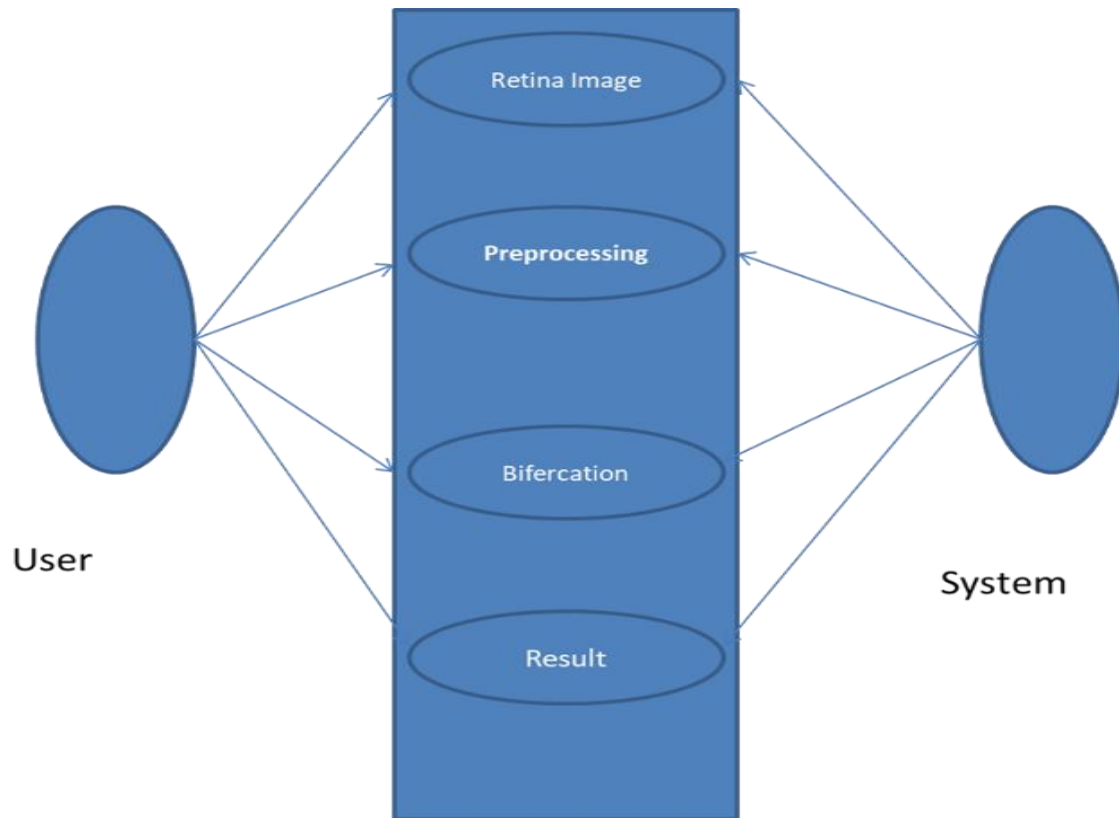 Retina Image
Preprocessing
Bifercation
Result
User
System